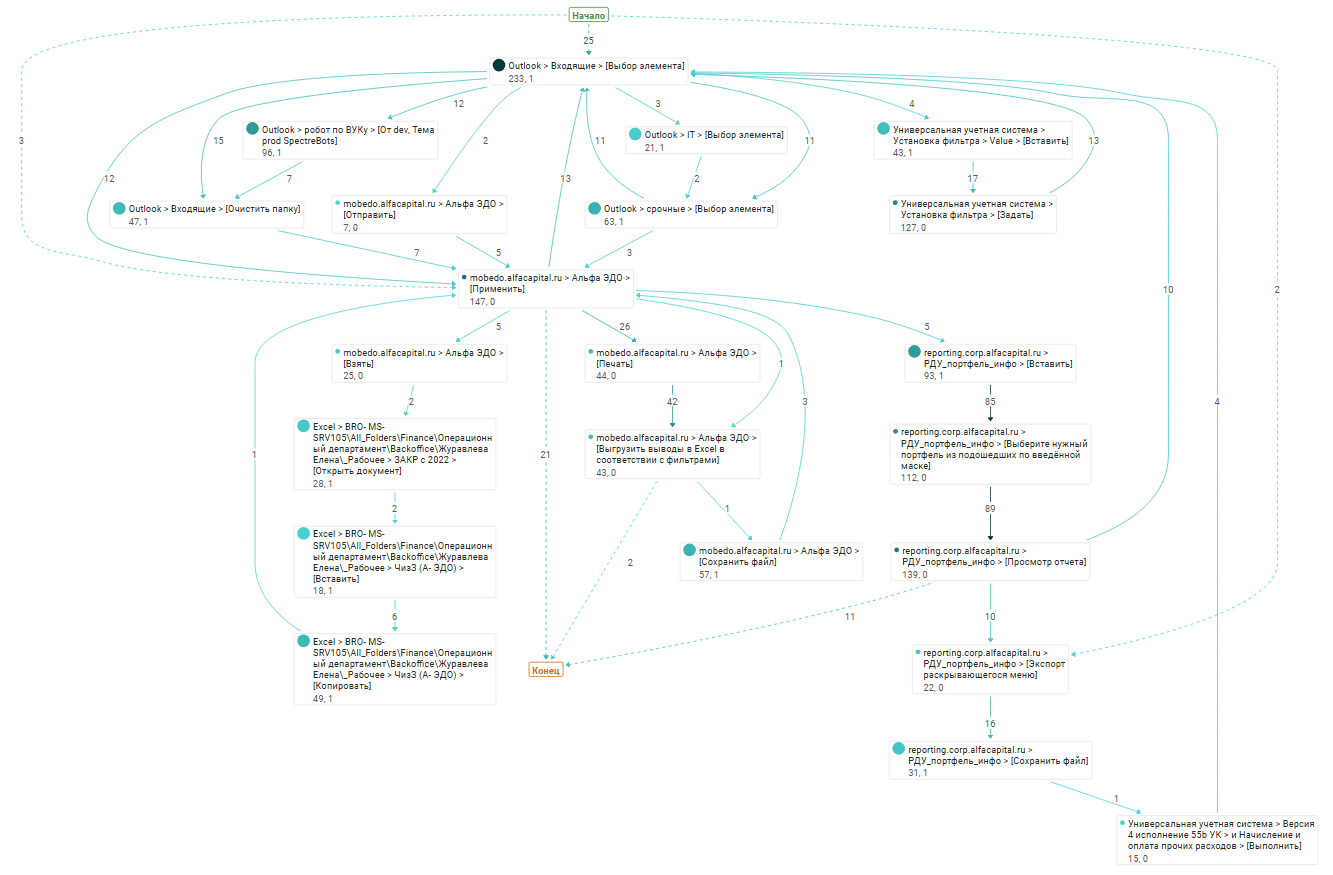 Начало
25
Outlook > Входящие > [Выбор элемента]
233, 1
12
3
4
Outlook > робот по ВУКу > [От dev, Тема
prod SpectreBots]
96, 1
Outlook > IT > [Выбор элемента]
21, 1
Универсальная учетная система >
Установка фильтра > Value > [Вставить]
43, 1
3
15
2
11
11
13
12
7
13
2
17
Outlook > Входящие > [Очистить папку]
47, 1
mobedo.alfacapital.ru > Альфа ЭДО >
[Отправить]
7, 0
Outlook > срочные > [Выбор элемента]
63, 1
Универсальная учетная система >
Установка фильтра > [Задать]
127, 0
7
5
3
mobedo.alfacapital.ru > Альфа ЭДО >
[Применить]
147, 0
10
2
5
26
5
mobedo.alfacapital.ru > Альфа ЭДО >
[Взять]
25, 0
mobedo.alfacapital.ru > Альфа ЭДО >
[Печать]
44, 0
reporting.corp.alfacapital.ru >
РДУ_портфель_инфо > [Вставить]
93, 1
1
2
42
3
85
4
Excel > BRO- MS-
SRV105\All_Folders\Finance\Операционн
ый департамент\Backoffice\Журавлева
Елена\_Рабочее > ЗАКР с 2022 >
[Открыть документ]
28, 1
mobedo.alfacapital.ru > Альфа ЭДО >
[Выгрузить выводы в Excel в
соответствии с фильтрами]
43, 0
reporting.corp.alfacapital.ru >
РДУ_портфель_инфо > [Выберите нужный
портфель из подошедших по введённой
маске]
112, 0
1
21
2
1
89
Excel > BRO- MS-
SRV105\All_Folders\Finance\Операционн
ый департамент\Backoffice\Журавлева
Елена\_Рабочее > Чиз3 (А- ЭДО) >
[Вставить]
18, 1
mobedo.alfacapital.ru > Альфа ЭДО >
[Сохранить файл]
57, 1
reporting.corp.alfacapital.ru >
РДУ_портфель_инфо > [Просмотр отчета]
139, 0
2
6
11
10
Excel > BRO- MS-
SRV105\All_Folders\Finance\Операционн
ый департамент\Backoffice\Журавлева
Елена\_Рабочее > Чиз3 (А- ЭДО) >
[Копировать]
49, 1
Конец
reporting.corp.alfacapital.ru >
РДУ_портфель_инфо > [Экспорт
раскрывающегося меню]
22, 0
16
reporting.corp.alfacapital.ru >
РДУ_портфель_инфо > [Сохранить файл]
31, 1
1
Универсальная учетная система > Версия
4 исполнение 55b УК > и Начисление и
оплата прочих расходов > [Выполнить]
15, 0